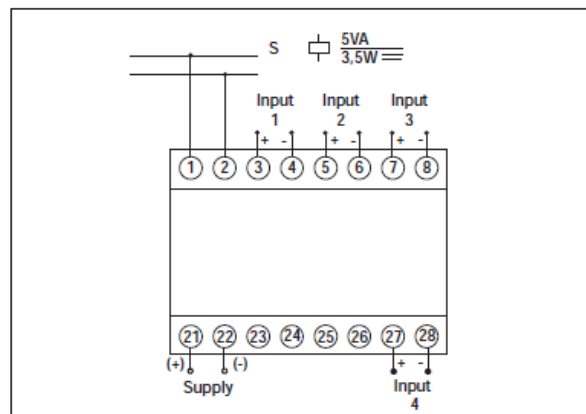 S 5VA
3,5W
Input Input Input
1 2 3
+ - + - + -
1 2 3 4 5 6 7 8
21 22 23 24 25 26 27 28
(+) (-) + -
Supply Input
4